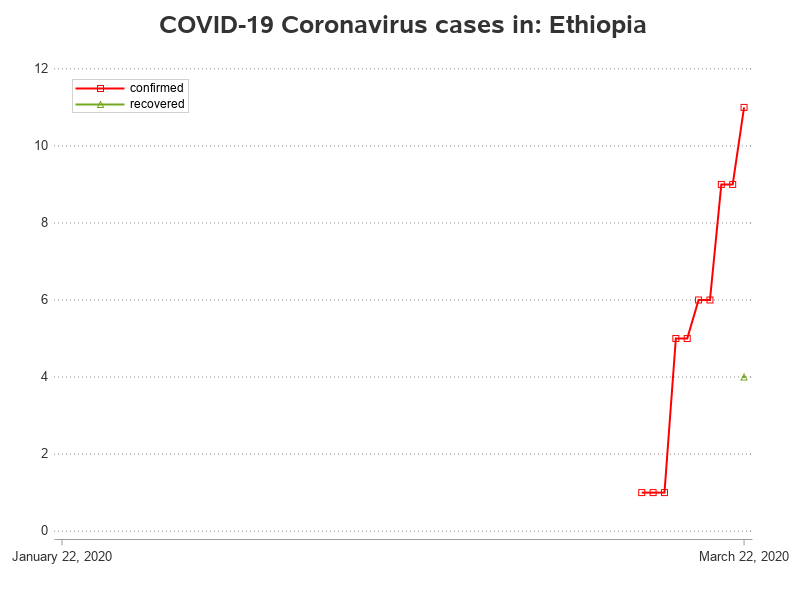 COVID-19 Coronavirus cases in: Ethiopia
12
confirmed
recovered
10
8
6
4
2
0
January 22, 2020
March 22, 2020